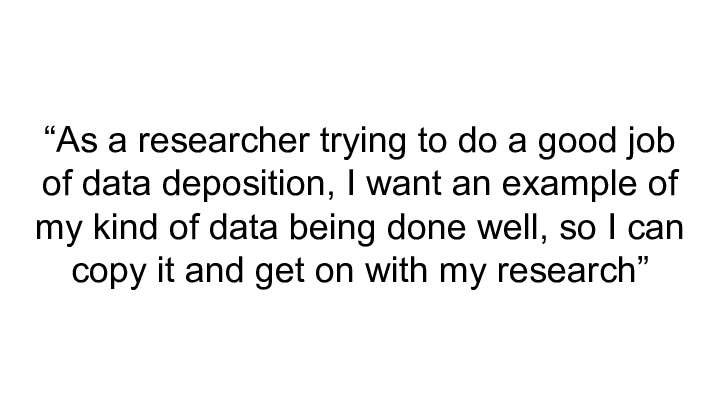 “As a researcher trying to do a good job
of data deposition, I want an example of
my kind of data being done well, so I can
copy it and get on with my research”